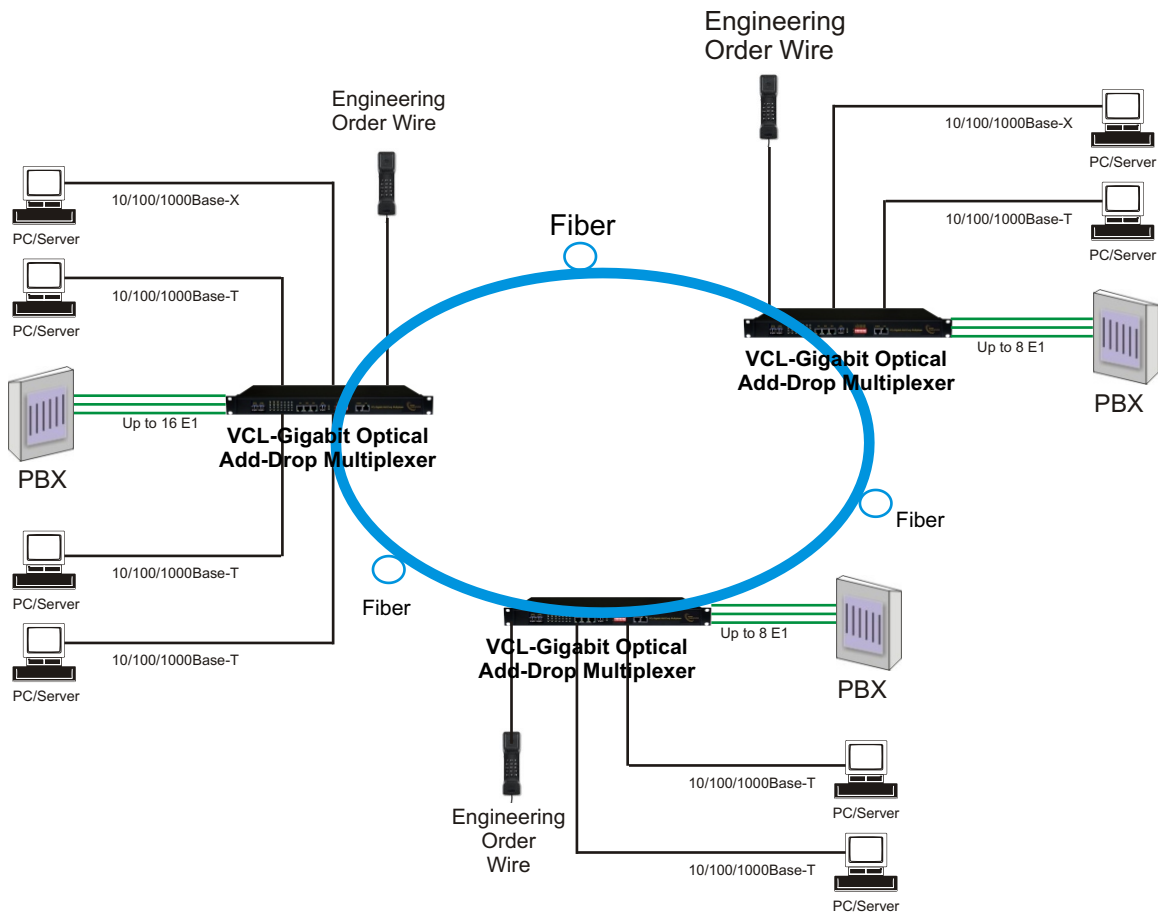 Engineering
Order Wire
10/100/1000Base-X
PC/Server
10/100/1000Base-T
PC/Server
Up to 8 E1
VCL-Gigabit Optical
Add-Drop Multiplexer
PBX
Engineering
Order Wire
10/100/1000Base-X
PC/Server
10/100/1000Base-T
PC/Server
Fiber
Up to 16 E1
VCL-Gigabit Optical
Add-Drop Multiplexer
PBX
10/100/1000Base-T
PC/Server
10/100/1000Base-T
PC/Server
Fiber
Fiber
Up to 8 E1
VCL-Gigabit Optical
Add-Drop Multiplexer
PBX
Engineering
Order
Wire
10/100/1000Base-T
PC/Server
10/100/1000Base-T
PC/Server